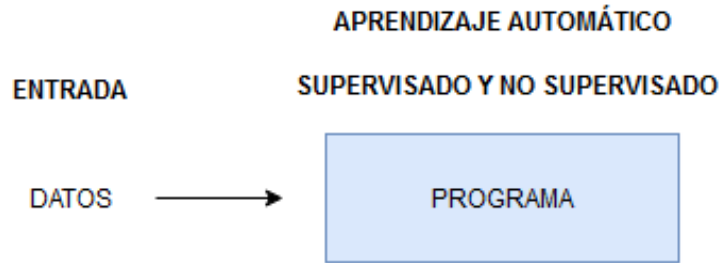 APRENDIZAJE AUTOMÁTICO
SUPERVISADO Y NO SUPERVISADO
ENTRADA
DATOS
PROGRAMA